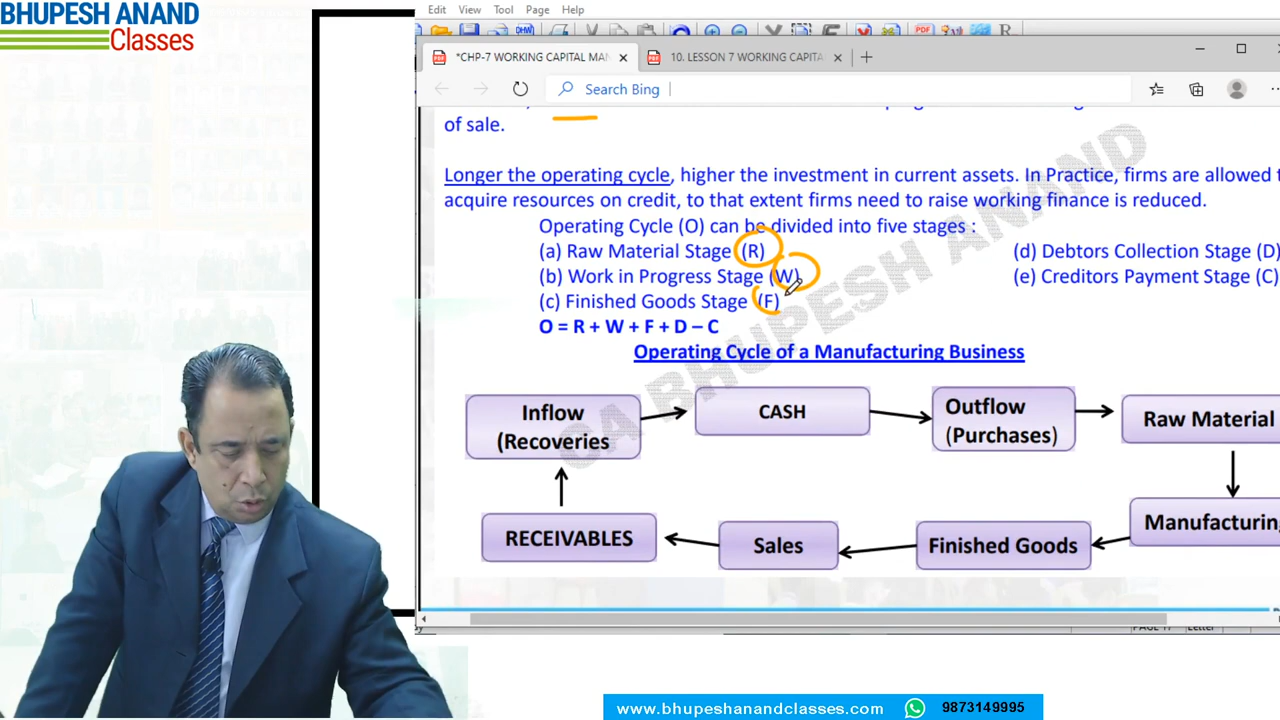 BHUPESH ANAND
Classes
Edit View Tool Page Help
*CHP-7 WORKING CAPITAL MAN
10. LESSON 7 WORKING CAPITA
Search Bing
of sale.
Longer the operating cycle, higher the investment in current assets. In Practice, firms are allowed t
acquire resources on credit, to that extent firms need to raise working finance is reduced.
Operating Cycle (O) can be divided into five stages :
(a) Raw Material Stage (R)
(d) Debtors Collection Stage (D)
(b) Work in Progress Stage (W)
(e) Creditors Payment Stage (C)
(c) Finished Goods Stage (F)
O = R + W + F + D – C
Operating Cycle of a Manufacturing Business
Inflow
(Recoveries
CASH
Outflow
(Purchases)
Raw Material
RECEIVABLES
Sales
Finished Goods
Manufacturing
CA BHUPESH ANAND
www.bhupeshanandclasses.com
9873149995